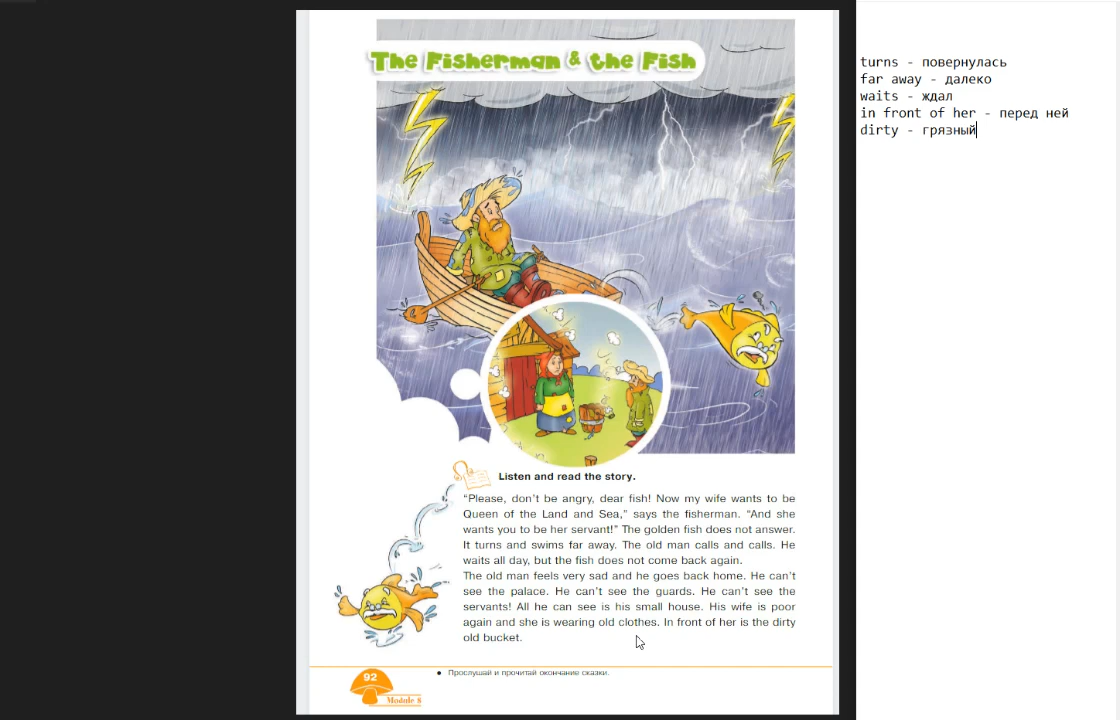 The Fisherman & the Fish
Listen and read the story.
“Please, don’t be angry, dear fish! Now my wife wants to be
Queen of the Land and Sea,” says the fisherman. “And she
wants you to be her servant!” The golden fish does not answer.
It turns and swims far away. The old man calls and calls. He
waits all day, but the fish does not come back again.
The old man feels very sad and he goes back home. He can’t
see the palace. He can’t see the guards. He can’t see the
servants! All he can see is his small house. His wife is poor
again and she is wearing old clothes. In front of her is the dirty
old bucket.
● Прослушай и прочитай окончание сказки.
92
Module 8
turns - повернулась
far away - далеко
waits - ждал
in front of her - перед ней
dirty - грязный